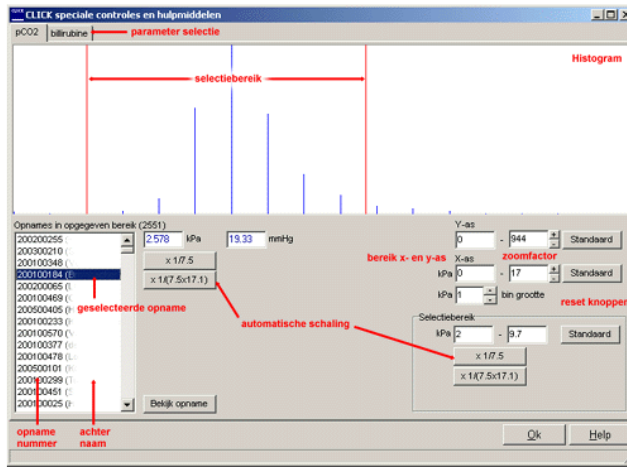 CLICK speciale controles en hulpmiddelen
pCO2 billirubine parameter selectie
Histogram
selectiebereik
Opnames in opgegeven bereik (2551)
2.578 kPa 19.33 mmHg
x 1/7.5
x 1/(7.5x17.1)
200200255
200300210
200100348
200100184
200200065
200100469
200500405
200100233
200100570
200100377
200100478
200500101
200100299
200100451
200100025
geselecteerde opname
automatische schaling
Bekijk opname
opname nummer
achter naam
Y-as
0 - 944 Standaard
bereik x- en y-as X-as zoomfactor
kPa 0 - 17 Standaard
kPa 1 bin grootte reset knoppen
Selectiebereik
kPa 2 - 9.7 Standaard
x 1/7.5
x 1/(7.5x17.1)
Ok Help